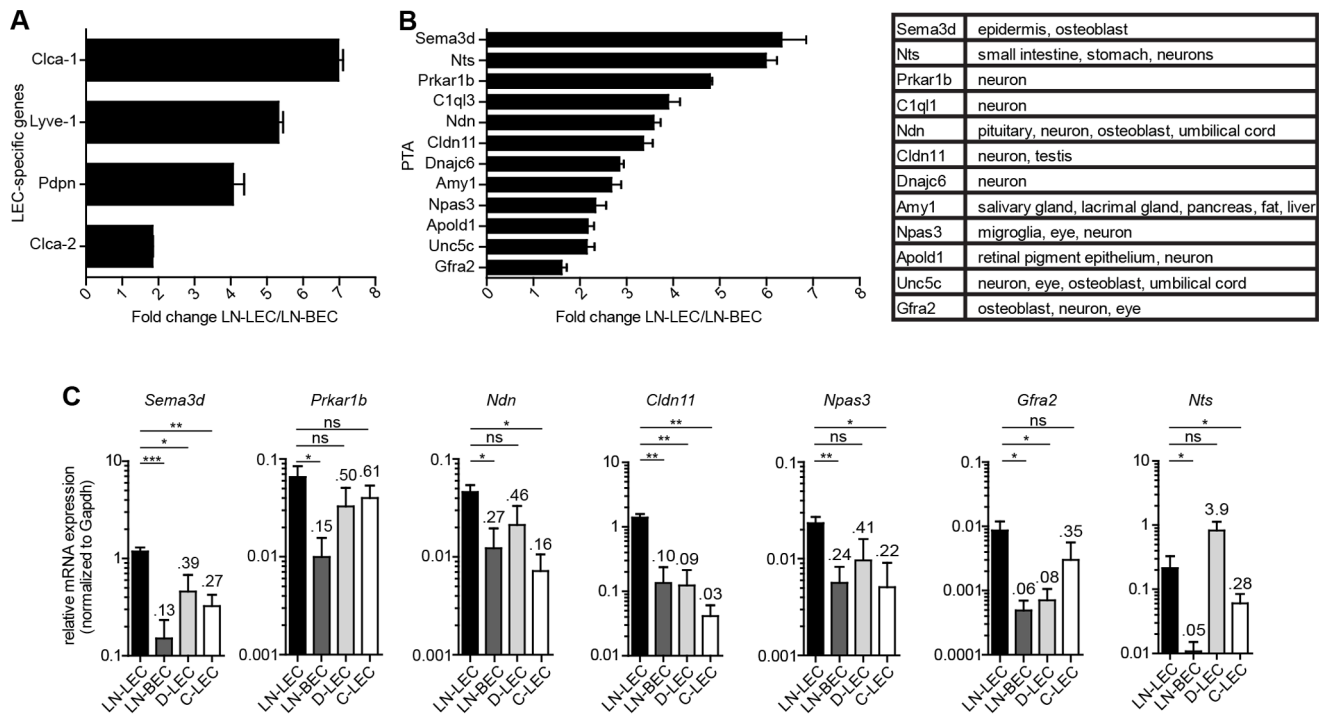 A
LEC-specific genes
Clca-1
Lyve-1
Pdpn
Clca-2
0 1 2 3 4 5 6 7 8
Fold change LN-LEC/LN-BEC
B
PTA
Sema3d
Nts
Prkar1b
C1ql3
Ndn
Cldn11
Dnajc6
Amy1
Npas3
Apold1
Unc5c
Gfra2
0 1 2 3 4 5 6 7 8
Fold change LN-LEC/LN-BEC
Sema3d epidermis, osteoblast
Nts small intestine, stomach, neurons
Prkar1b neuron
C1ql1 neuron
Ndn pituitary, neuron, osteoblast, umbilical cord
Cldn11 neuron, testis
Dnajc6 neuron
Amy1 salivary gland, lacrimal gland, pancreas, fat, liver
Npas3 migroglia, eye, neuron
Apold1 retinal pigment epithelium, neuron
Unc5c neuron, eye, osteoblast, umbilical cord
Gfra2 osteoblast, neuron, eye
C
relative mRNA expression
(normalized to Gapdh)
Sema3d
**
*
***
10
1
0.1
.13 .39 .27
LN-LEC LN-BEC D-LEC C-LEC
Prkar1b
ns
ns
*
0.1
0.01
0.001
.15 .50 .61
LN-LEC LN-BEC D-LEC C-LEC
Ndn
*
ns
*
0.1
0.01
0.001
.27 .46 .16
LN-LEC LN-BEC D-LEC C-LEC
Cldn11
**
**
**
10
1
0.1
0.01
.10 .09 .03
LN-LEC LN-BEC D-LEC C-LEC
Npas3
*
ns
**
0.1
0.01
0.001
.24 .41 .22
LN-LEC LN-BEC D-LEC C-LEC
Gfra2
ns
*
*
0.1
0.01
0.001
0.0001
.06 .08 .35
LN-LEC LN-BEC D-LEC C-LEC
Nts
*
ns
*
10
1
0.1
0.01
.05 3.9 .28
LN-LEC LN-BEC D-LEC C-LEC